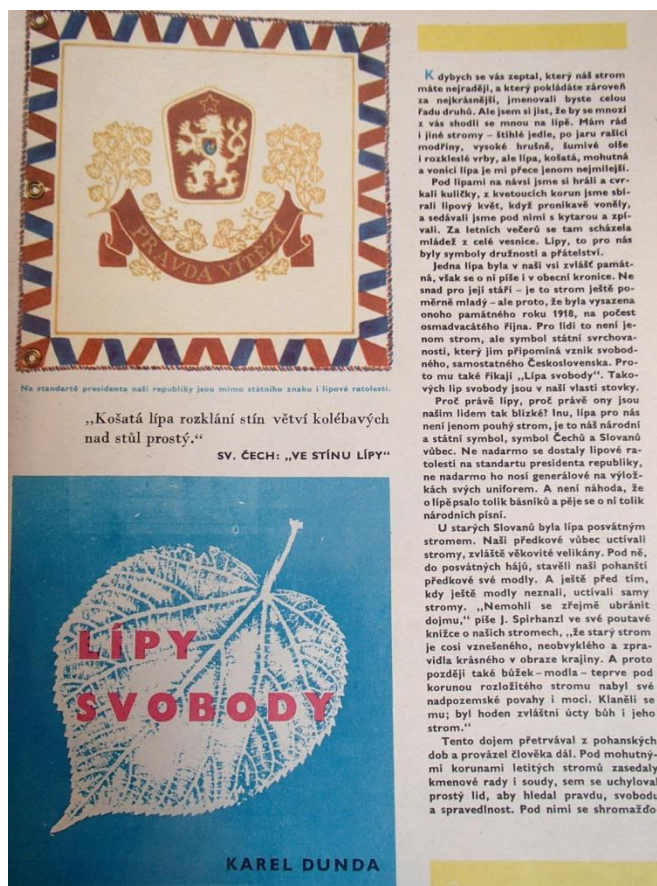 PRAVDA VÍTĚZÍ
Na standartě presidenta naší republiky jsou mimo státního znaku i lipové ratolesti.
„Košatá lípa rozklání stín větví kolébavých
nad stůl prostý.“
SV. ČECH: „VE STÍNU LÍPY“
LÍPY
SVOBODY
KAREL DUNDA
K dybych se vás zeptal, který náš strom
máte nejraději, a který pokládáte zároveň
za nejkrásnější, jmenovali byste celou
řadu druhů. Ale jsem si jist, že by se mnozí
z vás shodli se mnou na lípě. Mám rád
i jiné stromy – štíhlé jedle, po jaru rašící
modříny, vysoké hrušně, šumivé olše
i rozkleslé vrby, ale lípa, košatá, mohutná
a vonící lípa je mi přece jenom nejmilejší.
Pod lípami na návsi jsme si hráli a cvr-
kali kuličky, z kvetoucích korun jsme sbí-
rali lipový květ, když pronikavě voněly,
a sedávali jsme pod nimi s kytarou a zpí-
vali. Za letních večerů se tam scházela
mládež z celé vesnice. Lípy, to pro nás
byly symboly družnosti a přátelství.
Jedna lípa byla v naší vsi zvlášť památ-
ná, však se o ní píše i v obecní kronice. Ne
snad pro její stáří – je to strom ještě po-
měrně mladý – ale proto, že byla vysazena
onoho památného roku 1918, na počest
osmadvacátého října. Pro lidi to není je-
nom strom, ale symbol státní svrchova-
nosti, který jim připomíná vznik svobod-
ného, samostatného Československa. Pro-
to mu také říkají „Lípa svobody“. Tako-
vých lip svobody jsou v naší vlasti stovky.
Proč právě lípy, proč právě ony jsou
našim lidem tak blízké? Inu, lípa pro nás
není jenom pouhý strom, je to náš národní
a státní symbol, symbol Čechů a Slovanů
vůbec. Ne nadarmo se dostaly lipové ra-
tolesti na standartu presidenta republiky,
ne nadarmo ho nosí generálové na výlož-
kách svých uniforem. A není náhoda, že
o lípě psalo tolik básníků a pěje se o ní tolik
národních písní.
U starých Slovanů byla lípa posvátným
stromem. Naši předkové vůbec uctívali
stromy, zvláště věkovité velikány. Pod ně,
do posvátných hájů, stavěli naši pohanští
předkové své modly. A ještě před tím,
kdy ještě modly neznali, uctívali samy
stromy. „Nemohli se zřejmě ubránit
dojmu,“ píše J. Spirhanzl ve své poutavé
knížce o našich stromech, „že starý strom
je cosi vznešeného, neobvyklého a zpra-
vidla krásného v obraze krajiny. A proto
později také bůžek – modla – teprve pod
korunou rozložitého stromu nabyl své
nadpozemské povahy i moci. Klaněli se
mu; byl hoden zvláštní úcty bůh i jeho
strom.“
Tento dojem přetrvával z pohanských
dob a provázel člověka dál. Pod mohutný-
mi korunami letitých stromů zasedaly
kmenové rady i soudy, sem se uchyloval
prostý lid, aby hledal pravdu, svobodu
a spravedlnost. Pod nimi se shromažďo